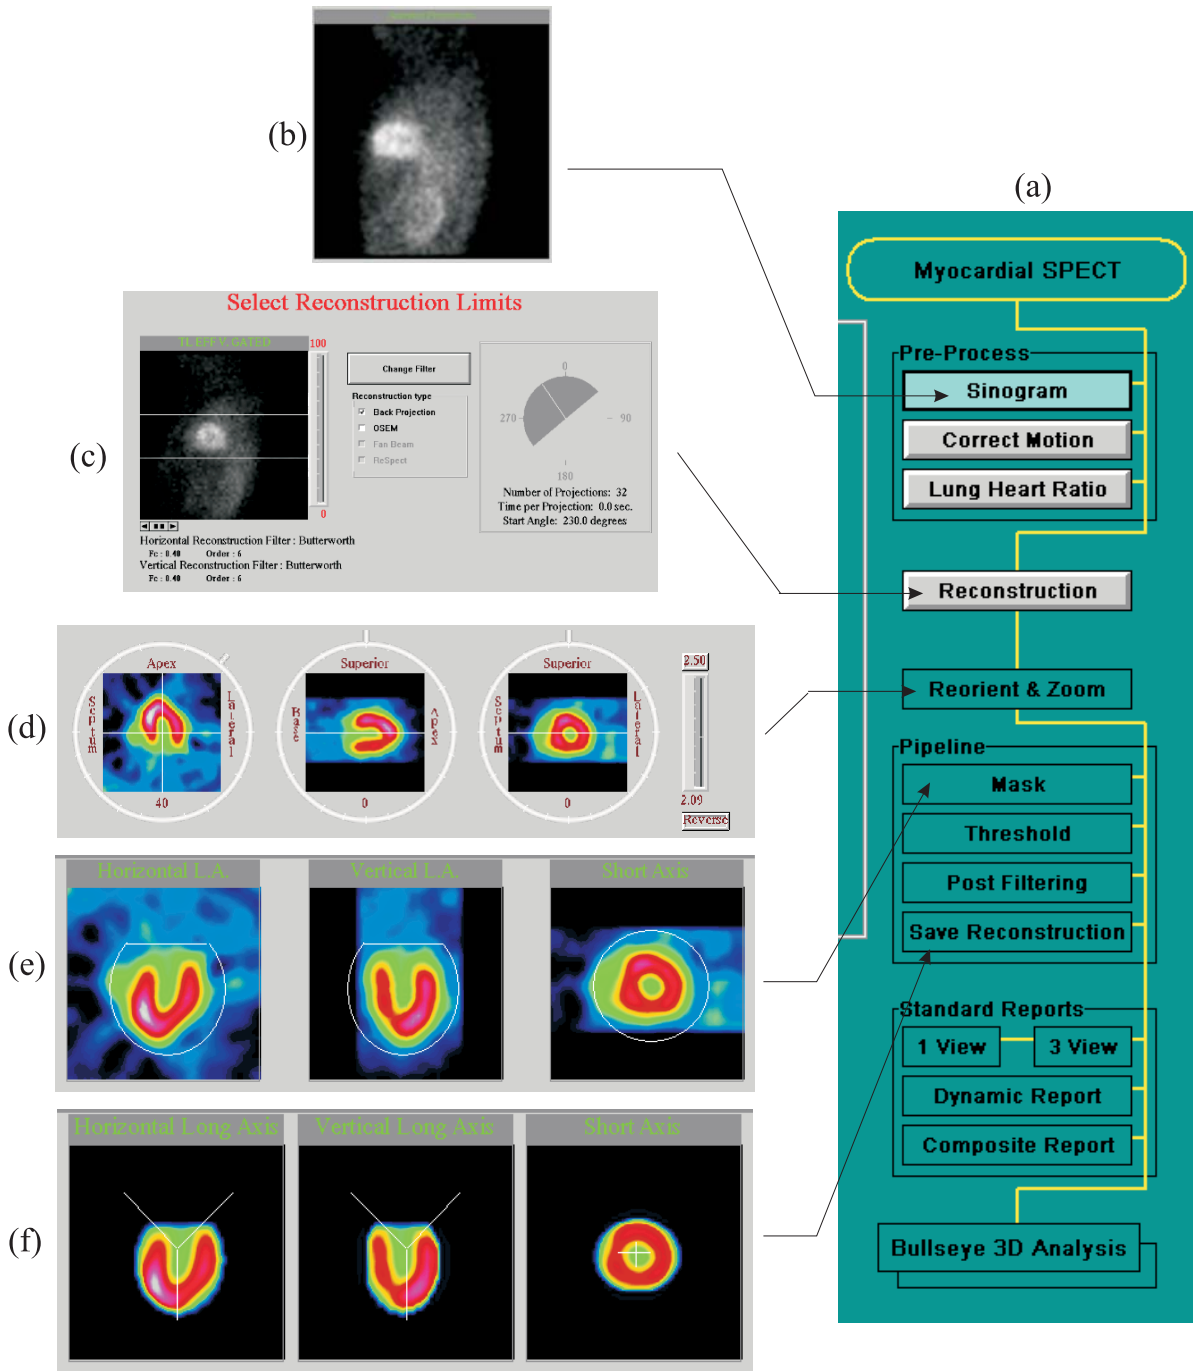 (b)
(a)
Myocardial SPECT
Pre-Process
Sinogram
Correct Motion
Lung Heart Ratio
Reconstruction
Reorient & Zoom
Pipeline
Mask
Threshold
Post Filtering
Save Reconstruction
Standard Reports
1 View
3 View
Dynamic Report
Composite Report
Bullseye 3D Analysis
(c)
Select Reconstruction Limits
TL EFFV-GATED
100
0
Change Filter
Reconstruction type
Back Projection
OSEM
Fan Beam
ReSpect
0
270
90
180
Number of Projections: 32
Time per Projection: 0.0 sec.
Start Angle: 230.0 degrees
Horizontal Reconstruction Filter : Butterworth
Fc : 0.40 Order : 6
Vertical Reconstruction Filter : Butterworth
Fc : 0.40 Order : 6
(d)
Apex
Septum
Lateral
40
Superior
Base
Apex
0
Superior
Septum
Lateral
0
2.50
2.09
Reverse
(e)
Horizontal L.A.
Vertical L.A.
Short Axis
(f)
Horizontal Long Axis
Vertical Long Axis
Short Axis